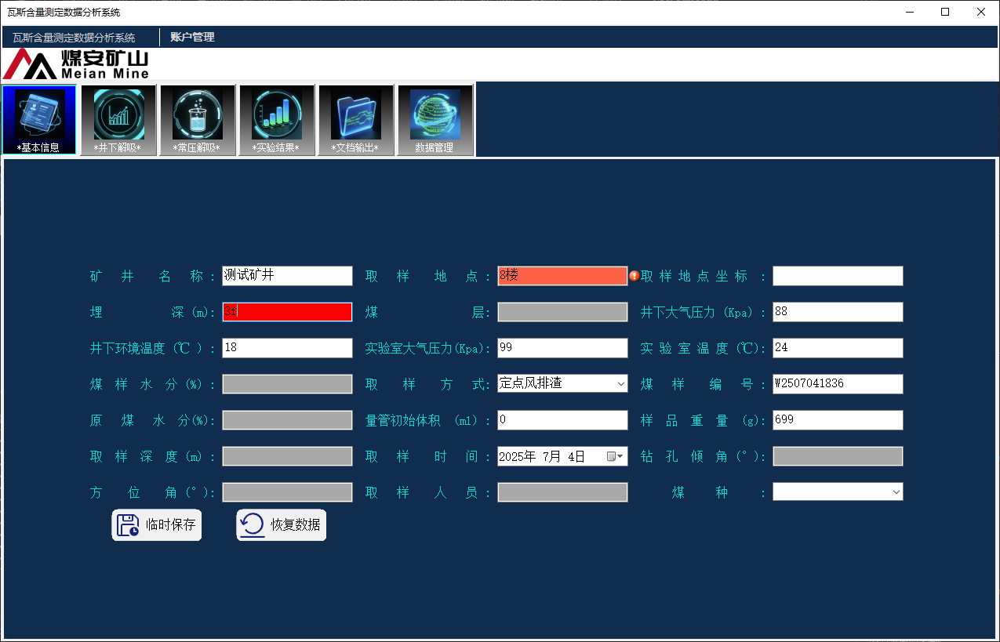 瓦斯含量测定数据分析系统
瓦斯含量测定数据分析系统 账户管理
煤安矿山
Meian Mine
*基本信息 *井下解吸* *常压解吸* *实验结果* *文档输出* 数据管理
矿 井 名 称 : 测试矿井 取 样 地 点 : 8楼 取 样 地 点 坐 标 :
埋 深 (m): 3f 煤 层: 井下大气压力 (Kpa) : 88
井下环境温度 (℃ ) : 18 实验室大气压力(Kpa): 99 实 验 室 温 度 (℃): 24
煤 样 水 分 (%) : 取 样 方 式: 定点风排渣 煤 样 编 号 : W2507041836
原 煤 水 分(%): 量管初始体积 (ml) : 0 样 品 重 量 (g): 699
取 样 深 度 (m) : 取 样 时 间 : 2025年 7月 4日 钻 孔 倾 角 (°):
方 位 角 (°): 取 样 人 员 : 煤 种 :
临时保存 恢复数据